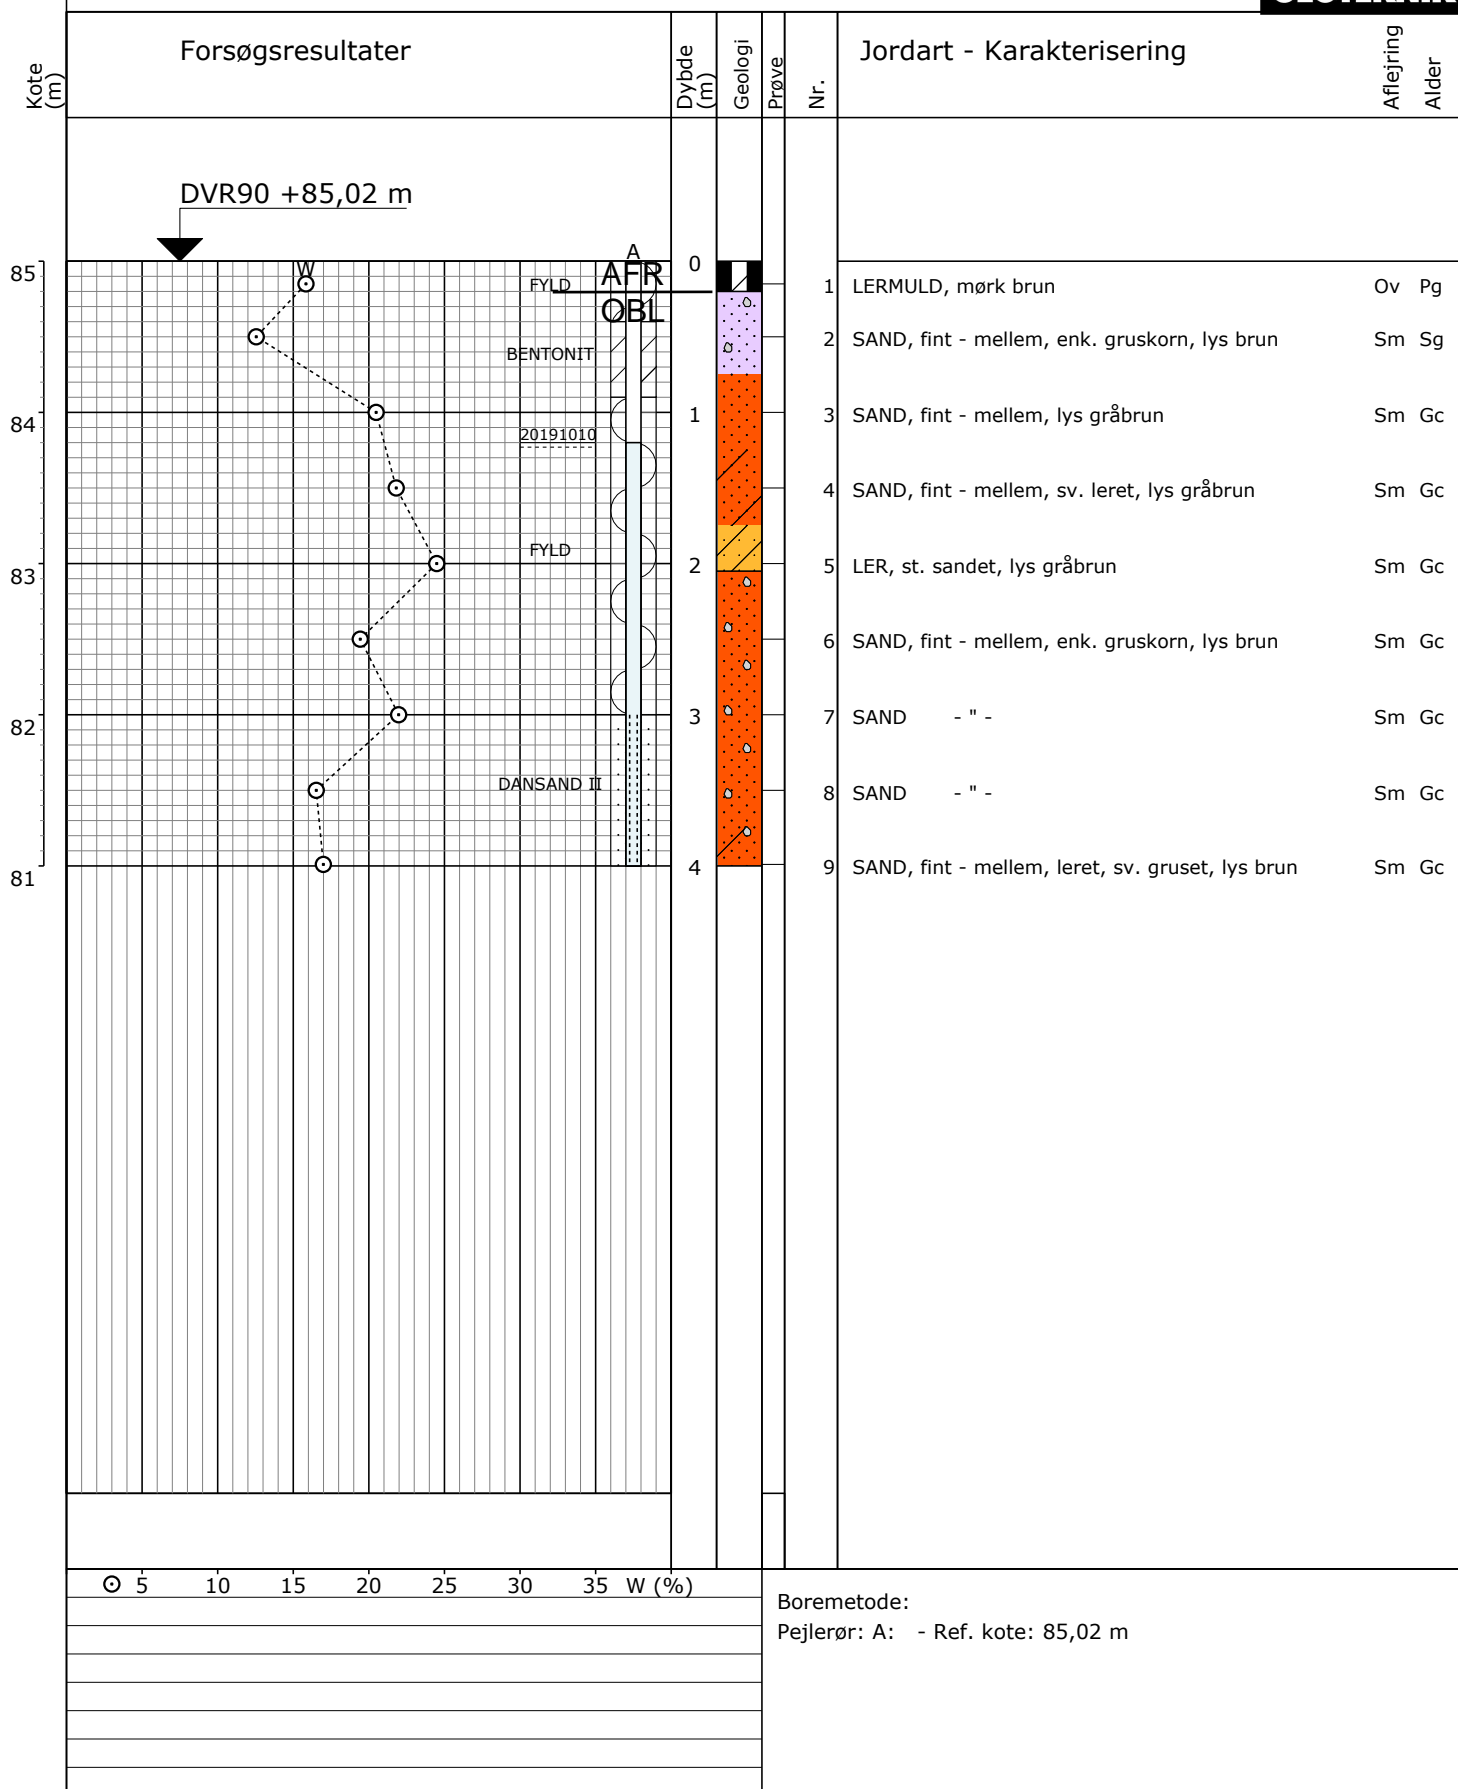 Forsøgsresultater
Jordart - Karakterisering
Kote
(m)
Dybde
(m)
Geologi
Prøve
Nr.
Aflejring
Alder
DVR90 +85,02 m
A
85
W
FYLD
AFR
OBL
0
1 LERMULD, mørk brun Ov Pg
2 SAND, fint - mellem, enk. gruskorn, lys brun Sm Sg
BENTONIT
84
1
3 SAND, fint - mellem, lys gråbrun Sm Gc
20191010
4 SAND, fint - mellem, sv. leret, lys gråbrun Sm Gc
FYLD
83
2
5 LER, st. sandet, lys gråbrun Sm Gc
6 SAND, fint - mellem, enk. gruskorn, lys brun Sm Gc
82
3
7 SAND - " - Sm Gc
DANSAND II
8 SAND - " - Sm Gc
81
4
9 SAND, fint - mellem, leret, sv. gruset, lys brun Sm Gc
5 10 15 20 25 30 35 W (%)
Boremetode:
Pejlerør: A: - Ref. kote: 85,02 m